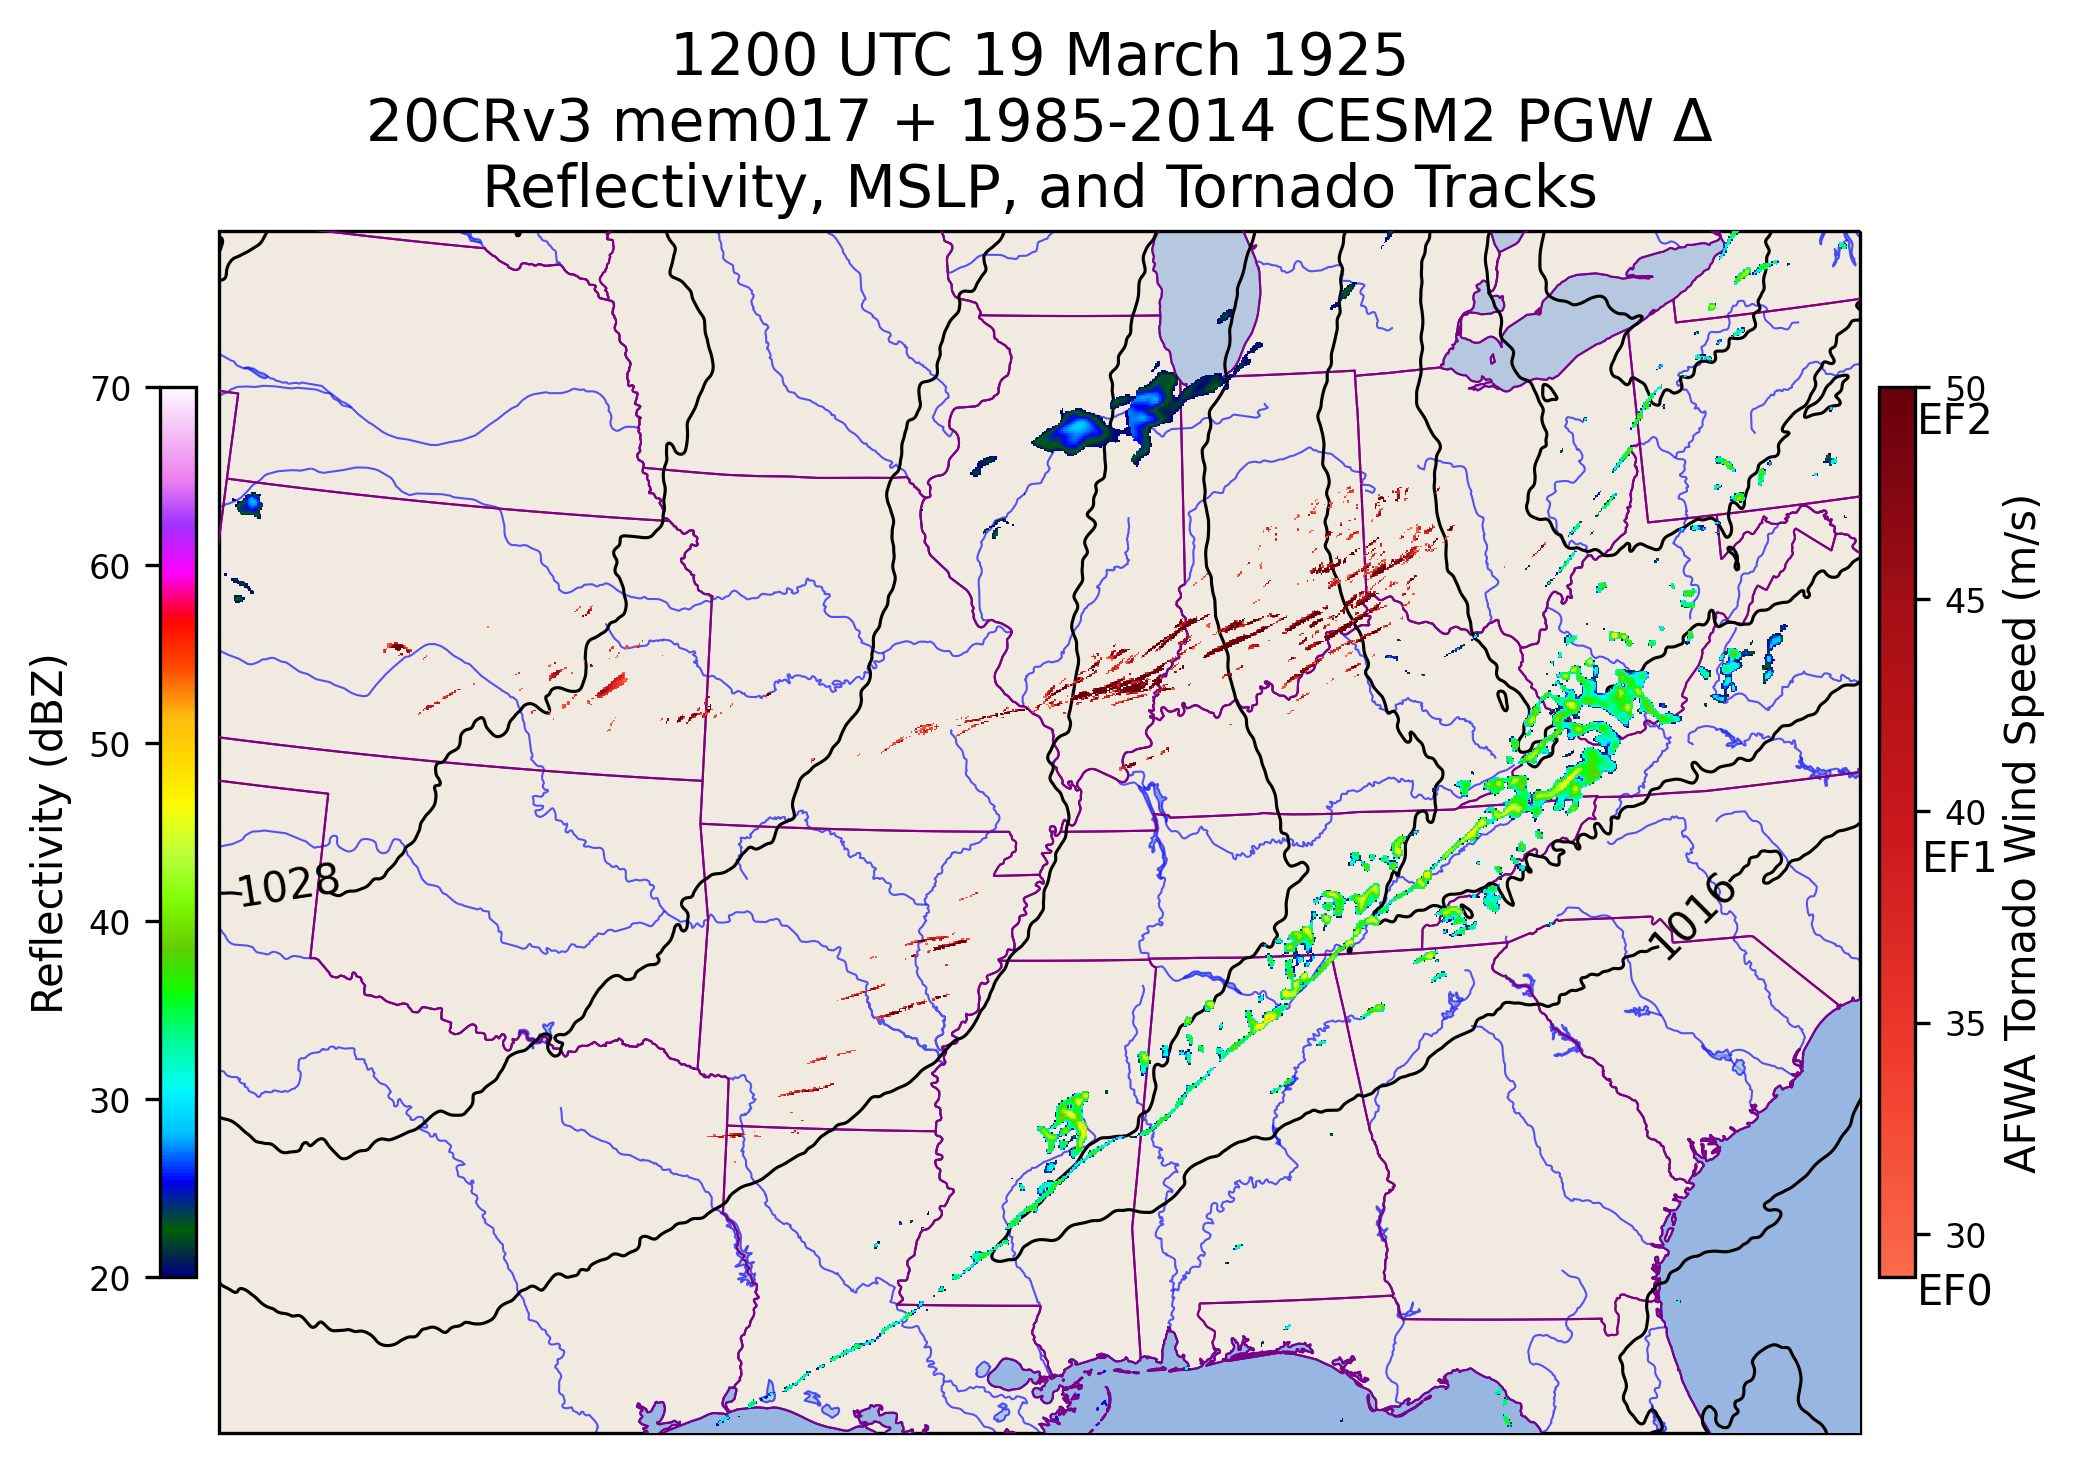 1200 UTC 19 March 1925
20CRv3 mem017 + 1985-2014 CESM2 PGW Δ
Reflectivity, MSLP, and Tornado Tracks
Reflectivity (dBZ)
70
60
50
40
30
20
1028
1016
50
EF2
45
40
EF1
35
30
EF0
AFWA Tornado Wind Speed (m/s)